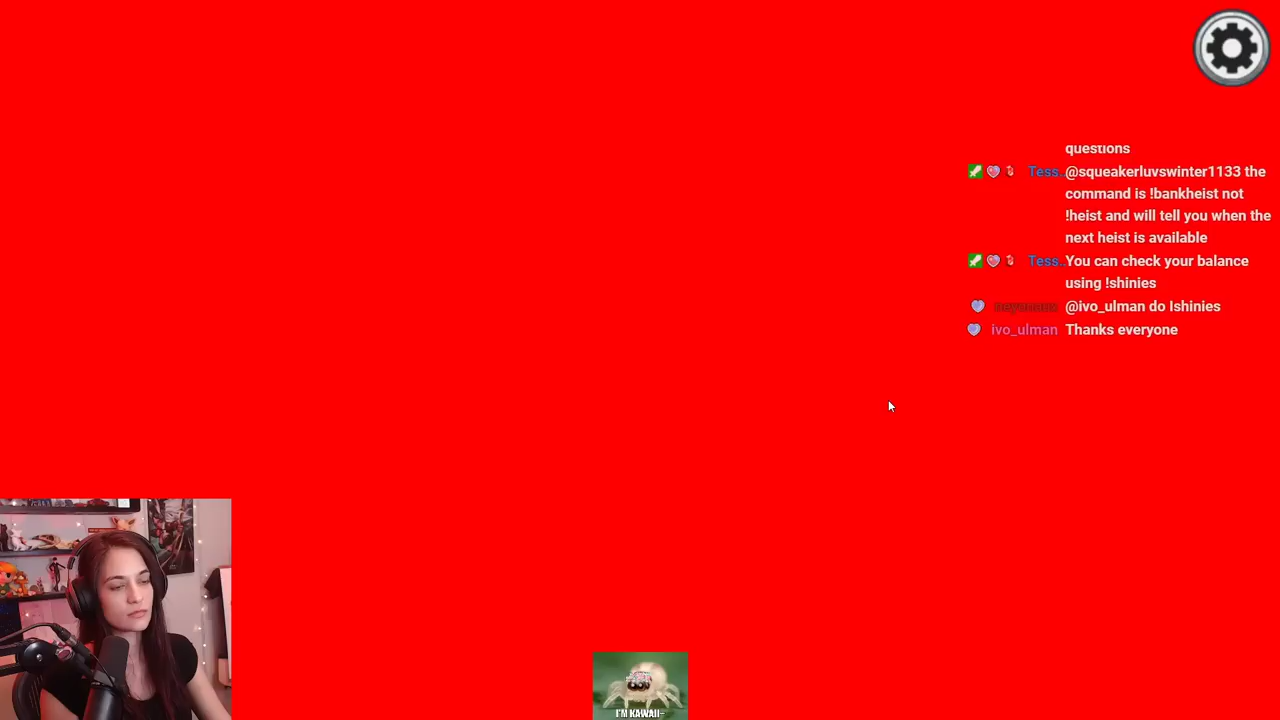 questions
Tess.. @squeakerluvswinter1133 the
command is !bankheist not
!heist and will tell you when the
next heist is available
Tess.. You can check your balance
using !shinies
@ivo_ulman do !shinies
ivo_ulman Thanks everyone
I'M KAWAII~